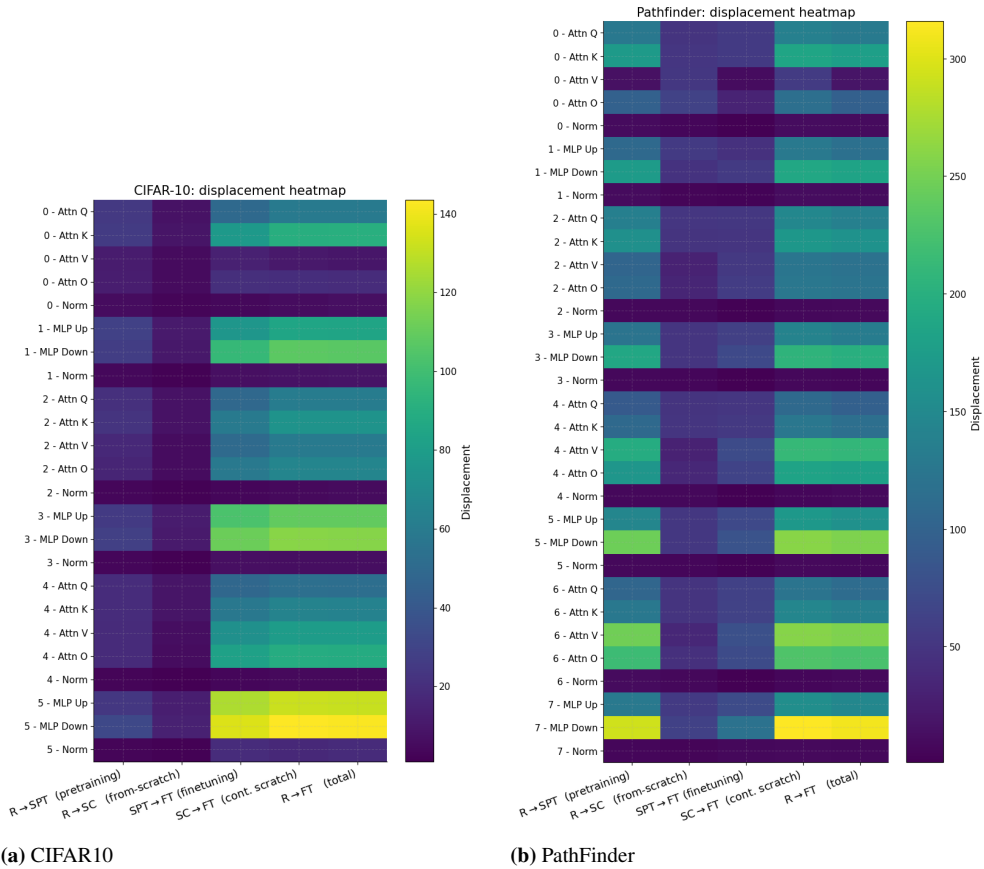 CIFAR-10: displacement heatmap
0 - Attn Q
0 - Attn K
0 - Attn V
0 - Attn O
0 - Norm
1 - MLP Up
1 - MLP Down
1 - Norm
2 - Attn Q
2 - Attn K
2 - Attn V
2 - Attn O
2 - Norm
3 - MLP Up
3 - MLP Down
3 - Norm
4 - Attn Q
4 - Attn K
4 - Attn V
4 - Attn O
4 - Norm
5 - MLP Up
5 - MLP Down
5 - Norm
R→SPT (pretraining)
R→SC (from-scratch)
SPT→FT (finetuning)
SC→FT (cont. scratch)
R→FT (total)
140
120
100
80
60
40
20
Displacement
(a) CIFAR10
Pathfinder: displacement heatmap
0 - Attn Q
0 - Attn K
0 - Attn V
0 - Attn O
0 - Norm
1 - MLP Up
1 - MLP Down
1 - Norm
2 - Attn Q
2 - Attn K
2 - Attn V
2 - Attn O
2 - Norm
3 - MLP Up
3 - MLP Down
3 - Norm
4 - Attn Q
4 - Attn K
4 - Attn V
4 - Attn O
4 - Norm
5 - MLP Up
5 - MLP Down
5 - Norm
6 - Attn Q
6 - Attn K
6 - Attn V
6 - Attn O
6 - Norm
7 - MLP Up
7 - MLP Down
7 - Norm
R→SPT (pretraining)
R→SC (from-scratch)
SPT→FT (finetuning)
SC→FT (cont. scratch)
R→FT (total)
300
250
200
150
100
50
Displacement
(b) PathFinder